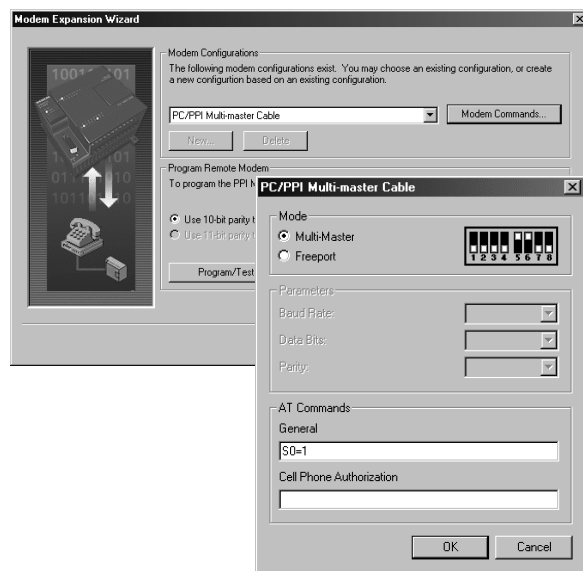 Modem Expansion Wizard
Modem Configurations
The following modem configurations exist. You may choose an existing configuration, or create
a new configurtion based on an existing configuration.
PC/PPI Multi-master Cable
Modem Commands...
New...
Delete
Program Remote Modem
To program the PPI
Use 10-bit parity
Use 11-bit parity
Program/Test
PC/PPI Multi-master Cable
Mode
Multi-Master
Freeport
1 2 3 4 5 6 7 8
Parameters
Baud Rate:
Data Bits:
Parity:
AT Commands
General
S0=1
Cell Phone Authorization
OK
Cancel